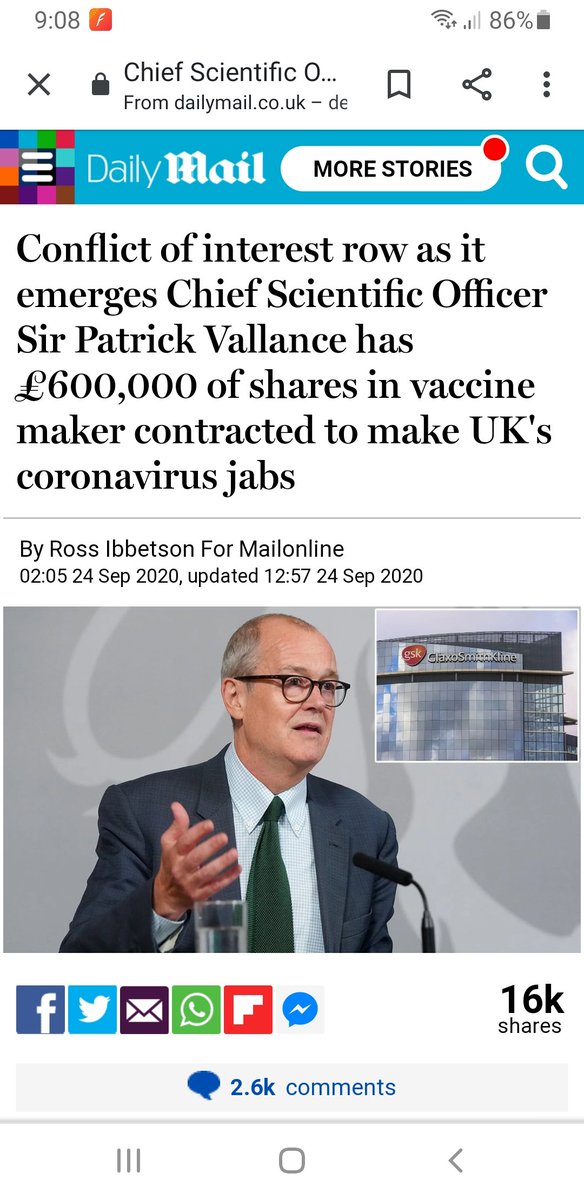 9:08
86%
Chief Scientific O...
From dailymail.co.uk – de
Daily Mail
MORE STORIES
Conflict of interest row as it
emerges Chief Scientific Officer
Sir Patrick Vallance has
£600,000 of shares in vaccine
maker contracted to make UK's
coronavirus jabs
By Ross Ibbetson For Mailonline
02:05 24 Sep 2020, updated 12:57 24 Sep 2020
gsk GlaxoSmithKline
16k
shares
2.6k comments